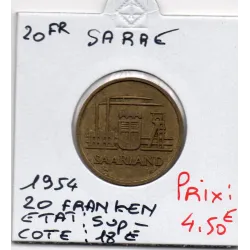 20FR SARRE
SAARLAND
1954
20 FRANKEN
ETAT: SUP-
COTE: 18€
Prix:
4.50€